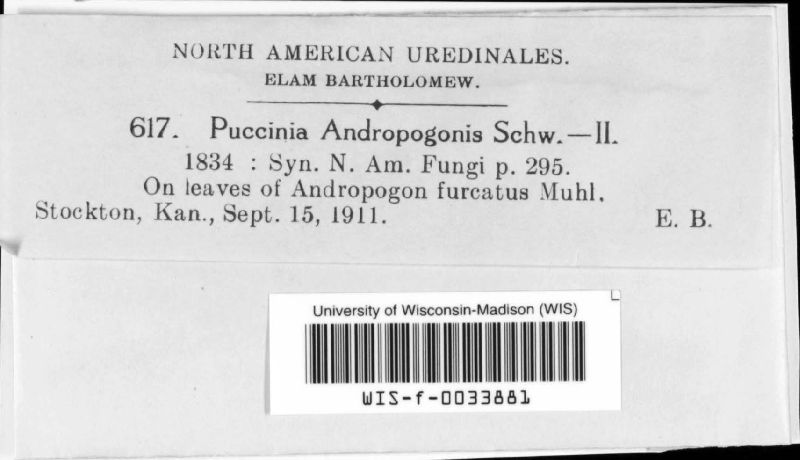 NORTH AMERICAN UREDINALES.
ELAM BARTHOLOMEW.
617. Puccinia Andropogonis Schw.—II.
1834 : Syn. N. Am. Fungi p. 295.
On leaves of Andropogon furcatus Muhl.
Stockton, Kan., Sept. 15, 1911. E. B.
University of Wisconsin-Madison (WIS)
WIS-f-0033881